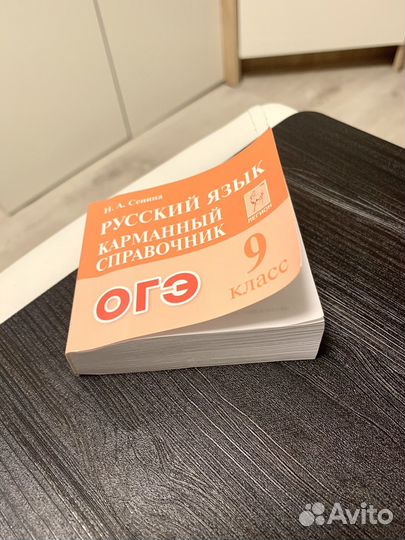 Н. А. Сенина
РУССКИЙ ЯЗЫК
КАРМАННЫЙ
СПРАВОЧНИК
ЛЕГИОН
ОГЭ
9
класс
Avito